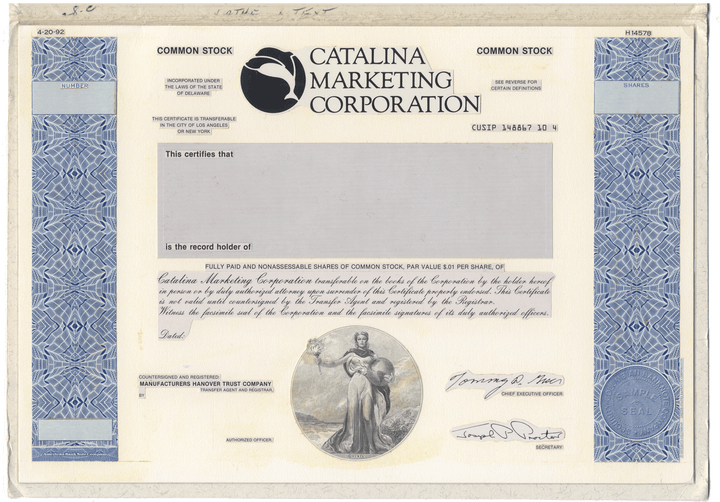 4-20-92
H14578
COMMON STOCK
CATALINA
MARKETING
CORPORATION
COMMON STOCK
INCORPORATED UNDER
THE LAWS OF THE STATE
OF DELAWARE
SEE REVERSE FOR
CERTAIN DEFINITIONS
NUMBER
SHARES
THIS CERTIFICATE IS TRANSFERABLE
IN THE CITY OF LOS ANGELES,
OR NEW YORK
CUSIP 148867 10 4
This certifies that
is the record holder of
FULLY PAID AND NONASSESSABLE SHARES OF COMMON STOCK, PAR VALUE $.01 PER SHARE, OF
Catalina Marketing Corporation transferable on the books of the Corporation by the holder hereof
in person or by duly authorized attorney upon surrender of this Certificate properly endorsed. This Certificate
is not valid until countersigned by the Transfer Agent and registered by the Registrar.
Witness the facsimile seal of the Corporation and the facsimile signatures of its duly authorized officers.
Dated:
COUNTERSIGNED AND REGISTERED:
MANUFACTURERS HANOVER TRUST COMPANY
TRANSFER AGENT AND REGISTRAR,
BY
AUTHORIZED OFFICER.
CHIEF EXECUTIVE OFFICER
Joseph P. Proctor
SECRETARY
SAMPLE
SEAL